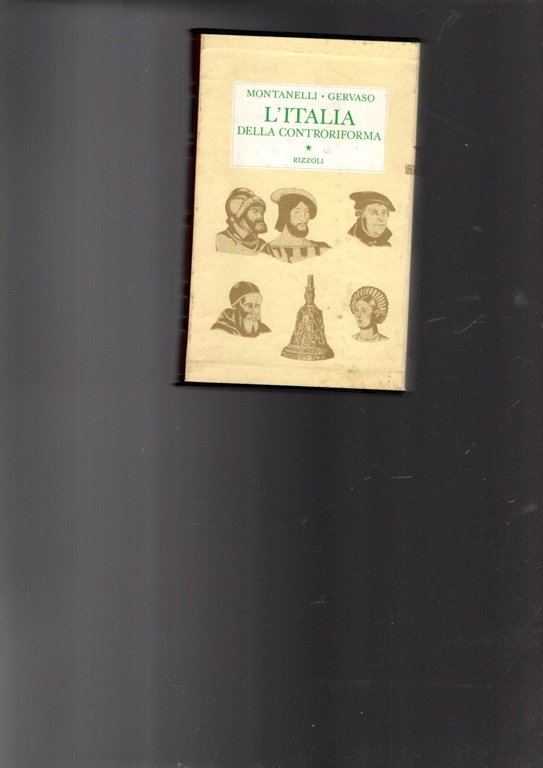 MONTANELLI · GERVASO
L'ITALIA
DELLA CONTRORIFORMA
★
RIZZOLI